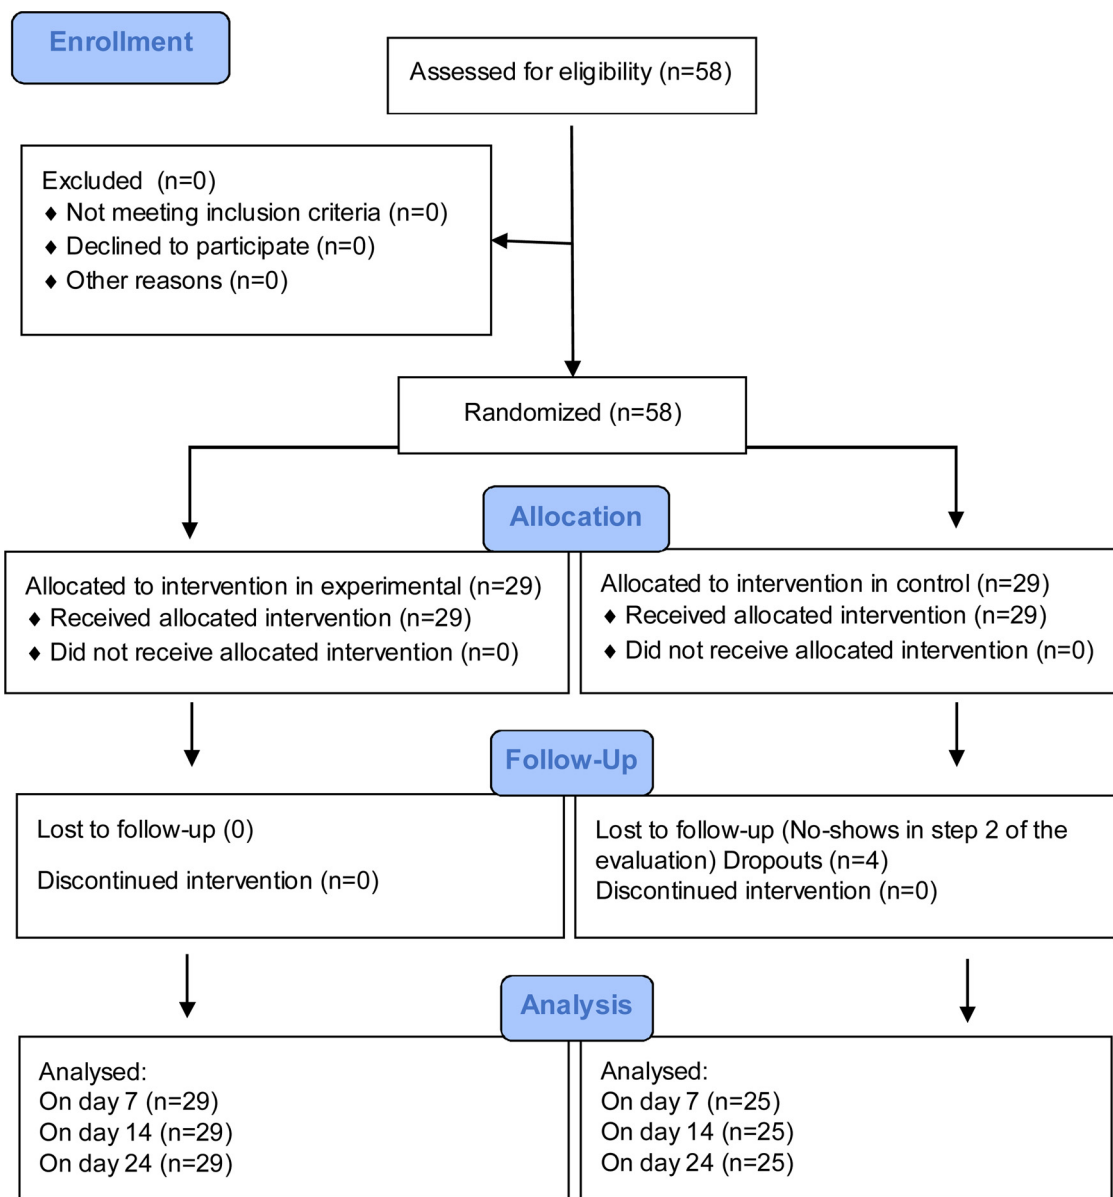 Enrollment
Assessed for eligibility (n=58)
Excluded  (n=0)
♦ Not meeting inclusion criteria (n=0)
♦ Declined to participate (n=0)
♦ Other reasons (n=0)
Randomized (n=58)
Allocation
Allocated to intervention in experimental (n=29)
♦ Received allocated intervention (n=29)
♦ Did not receive allocated intervention (n=0)
Allocated to intervention in control (n=29)
♦ Received allocated intervention (n=29)
♦ Did not receive allocated intervention (n=0)
Follow-Up
Lost to follow-up (0)
Discontinued intervention (n=0)
Lost to follow-up (No-shows in step 2 of the
evaluation) Dropouts (n=4)
Discontinued intervention (n=0)
Analysis
Analysed:
On day 7 (n=29)
On day 14 (n=29)
On day 24 (n=29)
Analysed:
On day 7 (n=25)
On day 14 (n=25)
On day 24 (n=25)